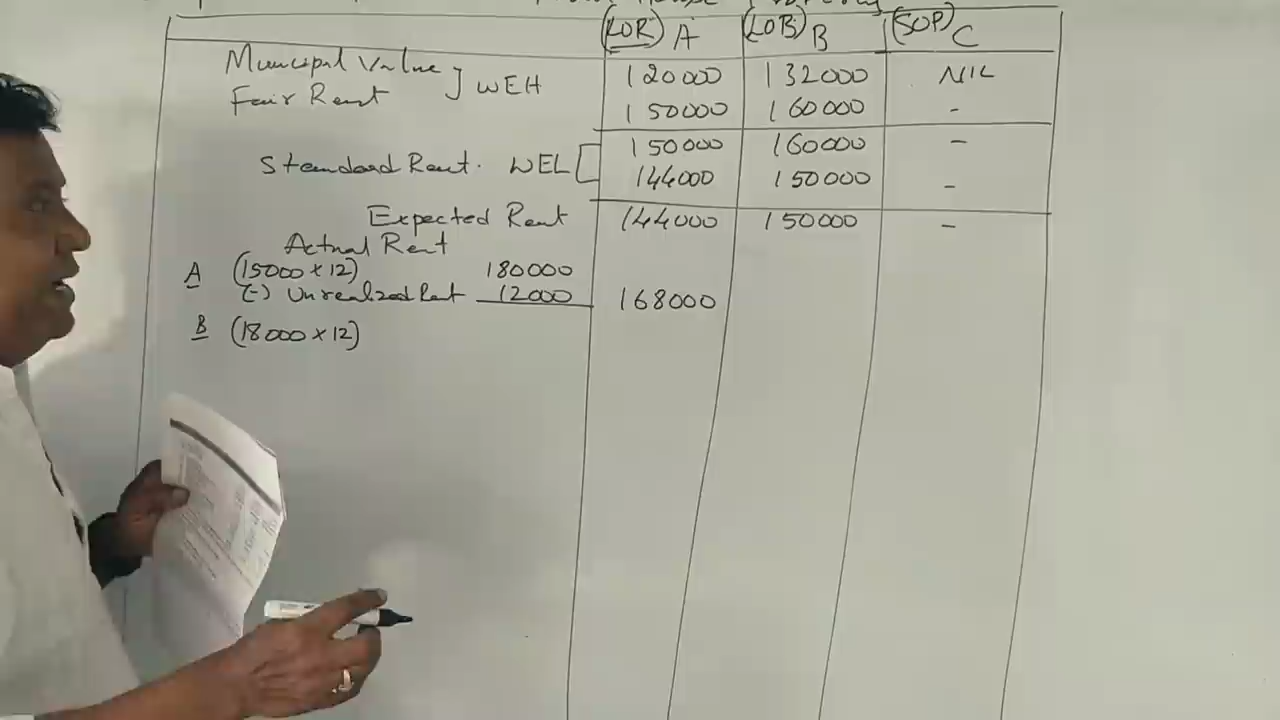 (LOR) A (LOB) B (SOP) C
Municipal Value ] WEH 120000 132000 NIL
Fair Rent 150000 160000 -
150000 160000 -
Standard Rent. WEL [ 144000 150000 -
Expected Rent 144000 150000 -
Actual Rent
A (15000 x 12) 180000
(-) Unrealized Rent 12000 168000
B (18000 x 12)